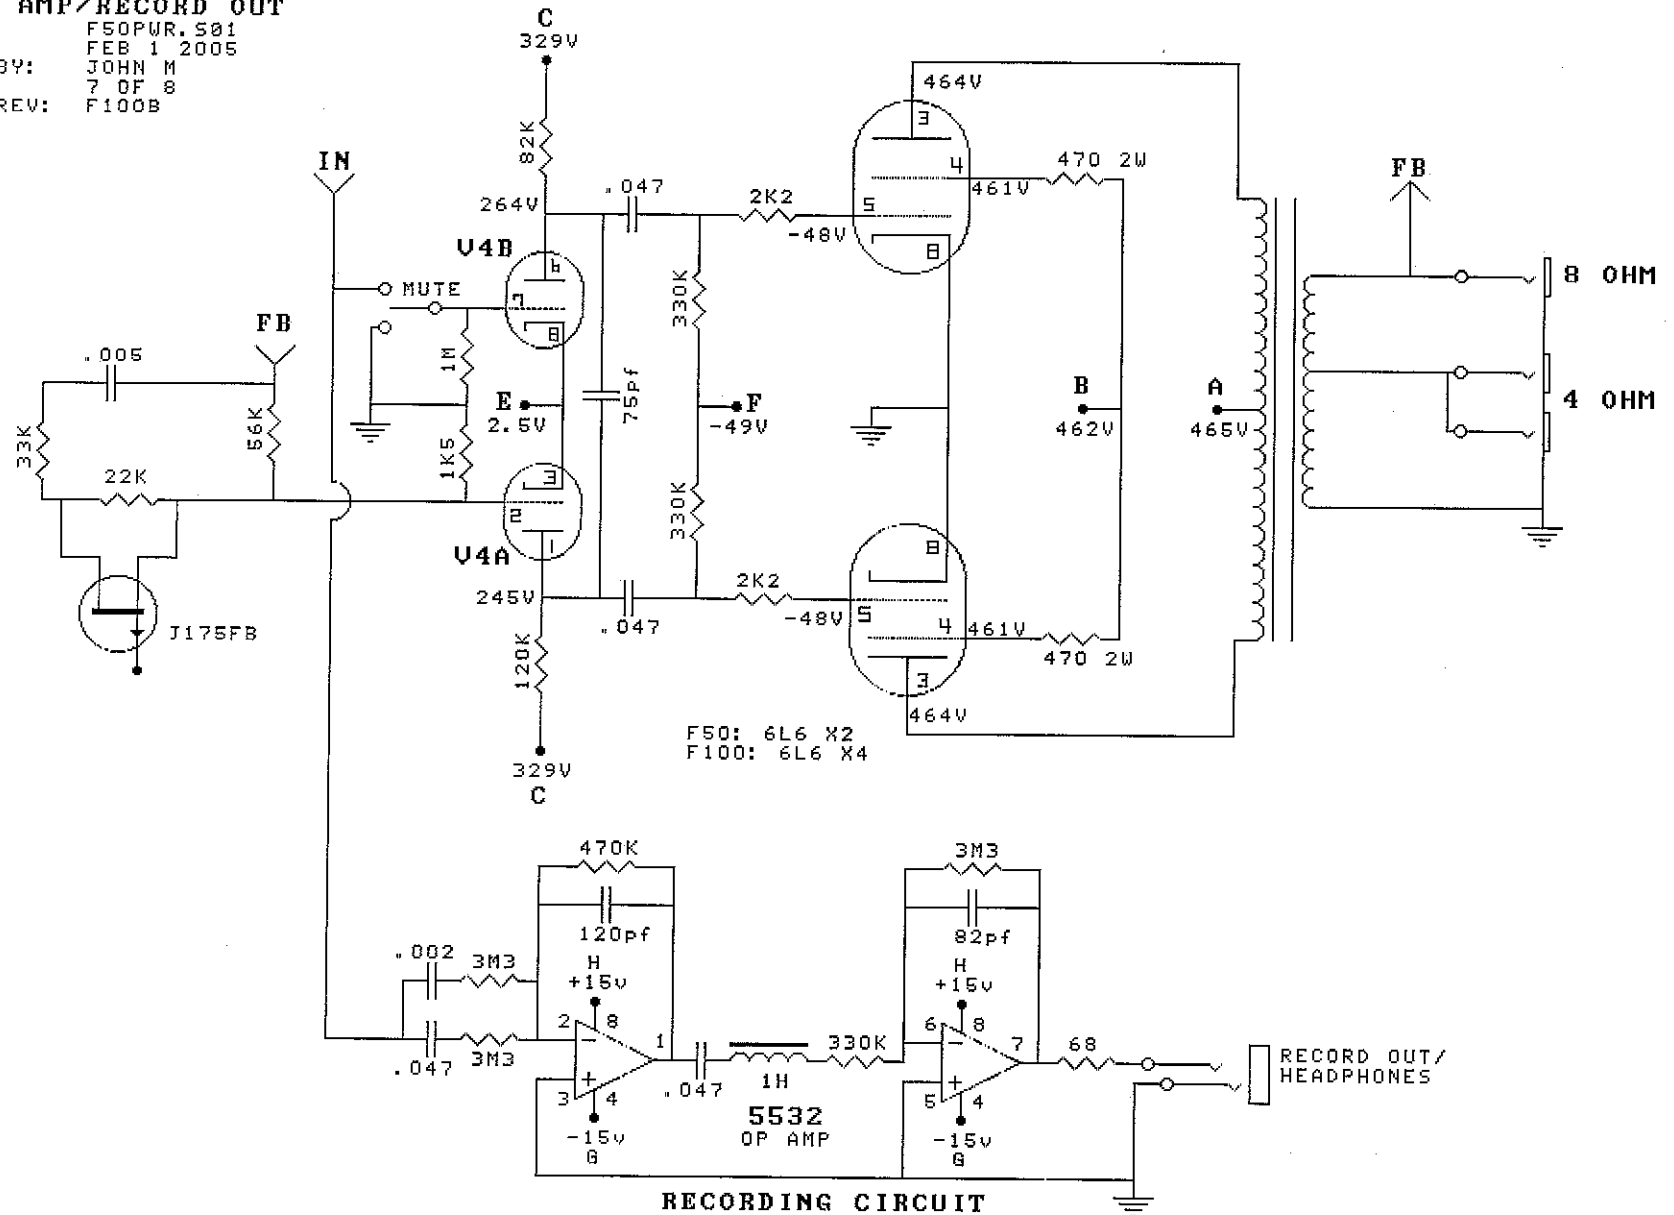 AMP/RECORD OUT
F50PWR.S01
FEB 1 2005
BY: JOHN M
7 OF 8
REV: F100B
C
329V
82K
IN
264V
.047
2K2
-48V
464V
3
4
461V
470 2W
5
8
FB
V4B
6
7
8
MUTE
330K
8 OHM
FB
.005
1M
75pf
E
2.5V
F
-49V
B
462V
A
465V
4 OHM
33K
56K
22K
1K5
3
2
1
330K
V4A
245V
.047
2K2
-48V
8
5
4
461V
470 2W
3
464V
J175FB
120K
329V
C
F50: 6L6 X2
F100: 6L6 X4
470K
120pf
3M3
82pf
.002
3M3
H
+15v
H
+15v
2
8
1
330K
6
8
7
68
.047
3M3
3
4
1H
.047
5
4
RECORD OUT/
HEADPHONES
5532
OP AMP
-15v
G
-15v
G
RECORDING CIRCUIT